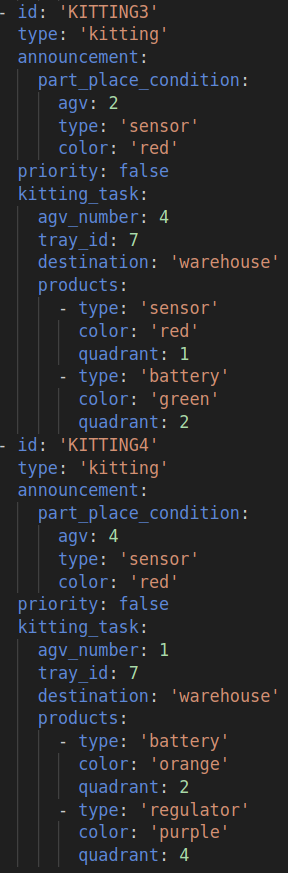 - id: 'KITTING3'
  type: 'kitting'
  announcement:
    part_place_condition:
      agv: 2
      type: 'sensor'
      color: 'red'
  priority: false
  kitting_task:
    agv_number: 4
    tray_id: 7
    destination: 'warehouse'
    products:
      - type: 'sensor'
        color: 'red'
        quadrant: 1
      - type: 'battery'
        color: 'green'
        quadrant: 2
- id: 'KITTING4'
  type: 'kitting'
  announcement:
    part_place_condition:
      agv: 4
      type: 'sensor'
      color: 'red'
  priority: false
  kitting_task:
    agv_number: 1
    tray_id: 7
    destination: 'warehouse'
    products:
      - type: 'battery'
        color: 'orange'
        quadrant: 2
      - type: 'regulator'
        color: 'purple'
        quadrant: 4